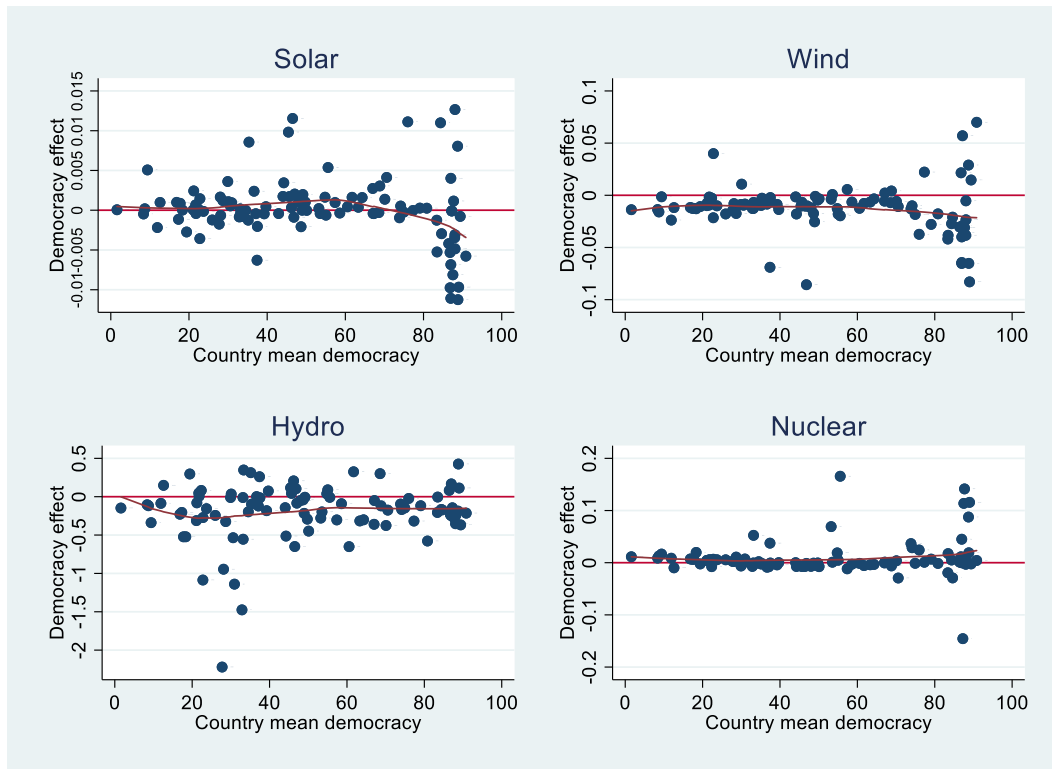 Solar
Democracy effect
0.015
0.01
0.005
0
-0.005
-0.01
0 20 40 60 80 100
Country mean democracy
Wind
Democracy effect
0.1
0.05
0
-0.05
-0.1
0 20 40 60 80 100
Country mean democracy
Hydro
Democracy effect
0.5
0
-0.5
-1
-1.5
-2
0 20 40 60 80 100
Country mean democracy
Nuclear
Democracy effect
0.2
0.1
0
-0.1
-0.2
0 20 40 60 80 100
Country mean democracy